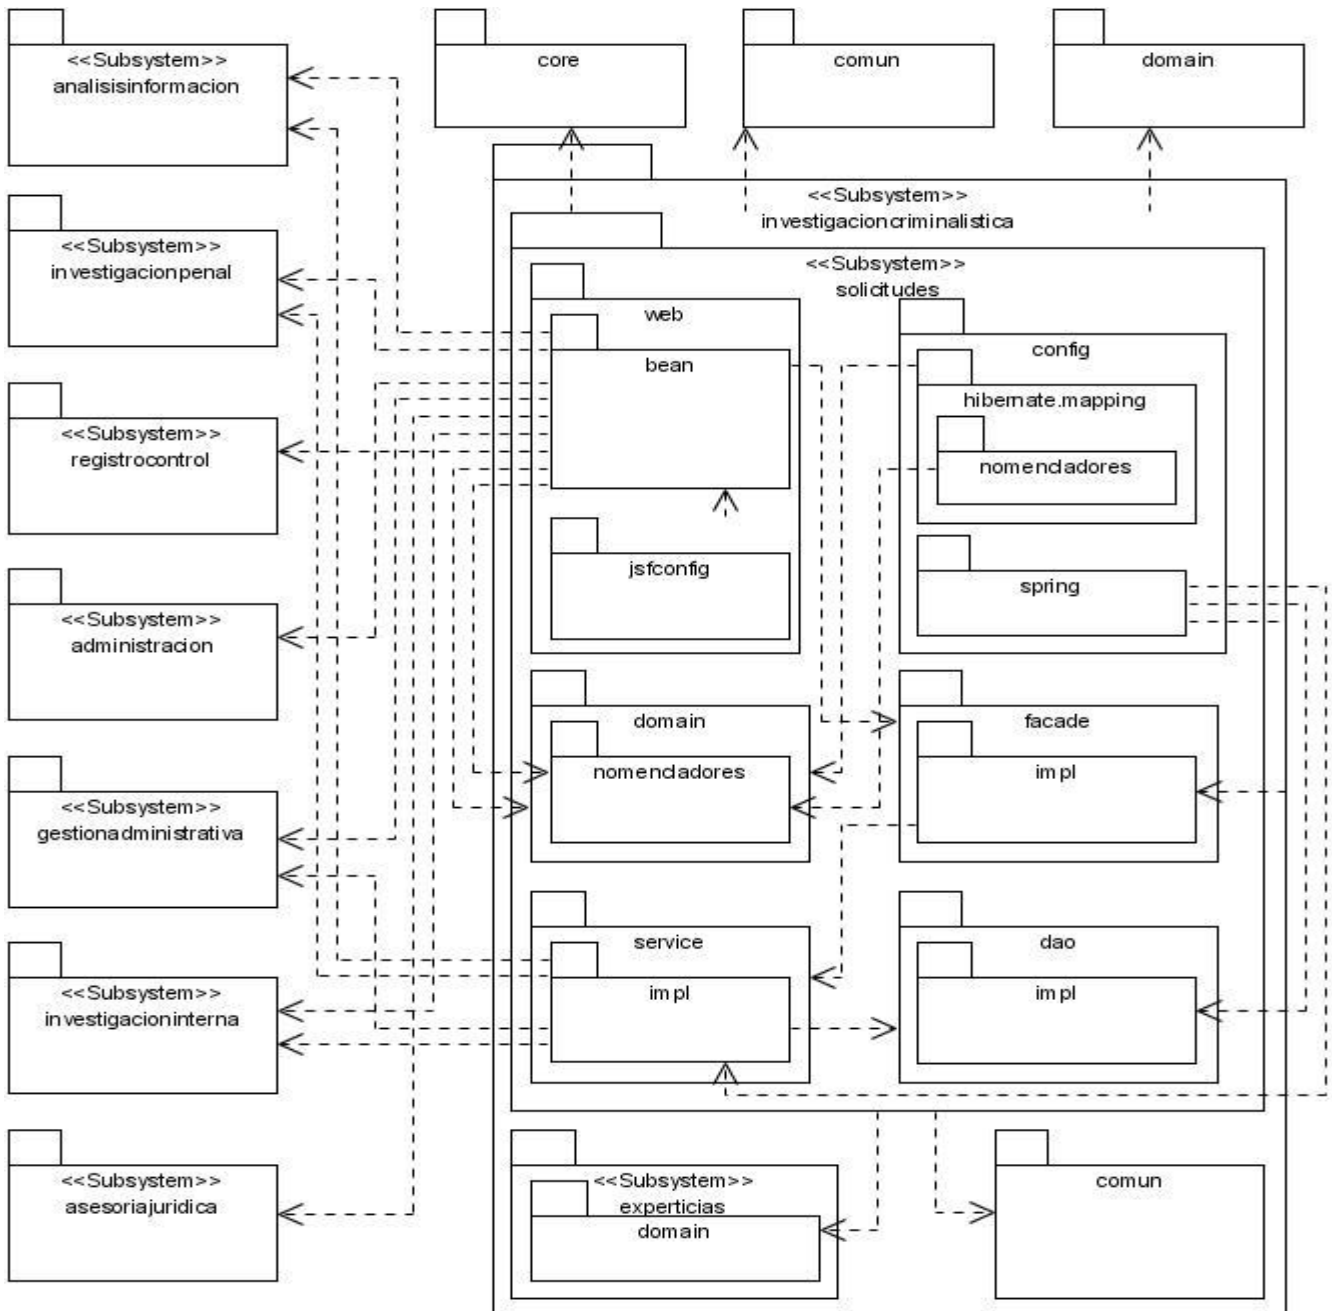 <<Subsystem>>
analisisinformacion
core
comun
domain
<<Subsystem>>
investigacionpenal
<<Subsystem>>
registrocontrol
<<Subsystem>>
administracion
<<Subsystem>>
gestionadministrativa
<<Subsystem>>
investigacioninterna
<<Subsystem>>
asesoriajuridica
<<Subsystem>>
investigacioncriminalistica
<<Subsystem>>
solicitudes
web
bean
jsfconfig
config
hibernate.mapping
nomencladores
spring
domain
nomencladores
facade
impl
service
impl
dao
impl
<<Subsystem>>
experticias
domain
comun